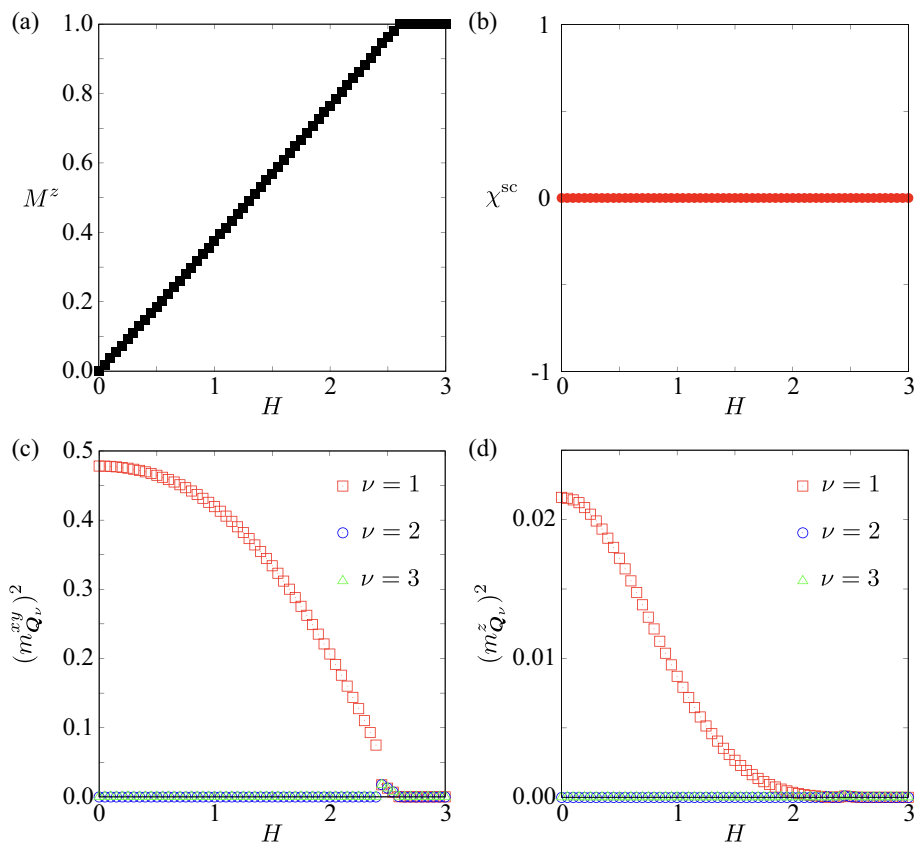 (a)
1.0
0.8
0.6
0.4
0.2
0.0
M^z
0 1 2 3
H
(b)
1
0
-1
χ^sc
0 1 2 3
H
(c)
0.5
0.4
0.3
0.2
0.1
0.0
(m^{xy}_{Q_ν})^2
ν = 1
ν = 2
ν = 3
0 1 2 3
H
(d)
0.02
0.01
0.00
(m^z_{Q_ν})^2
ν = 1
ν = 2
ν = 3
0 1 2 3
H